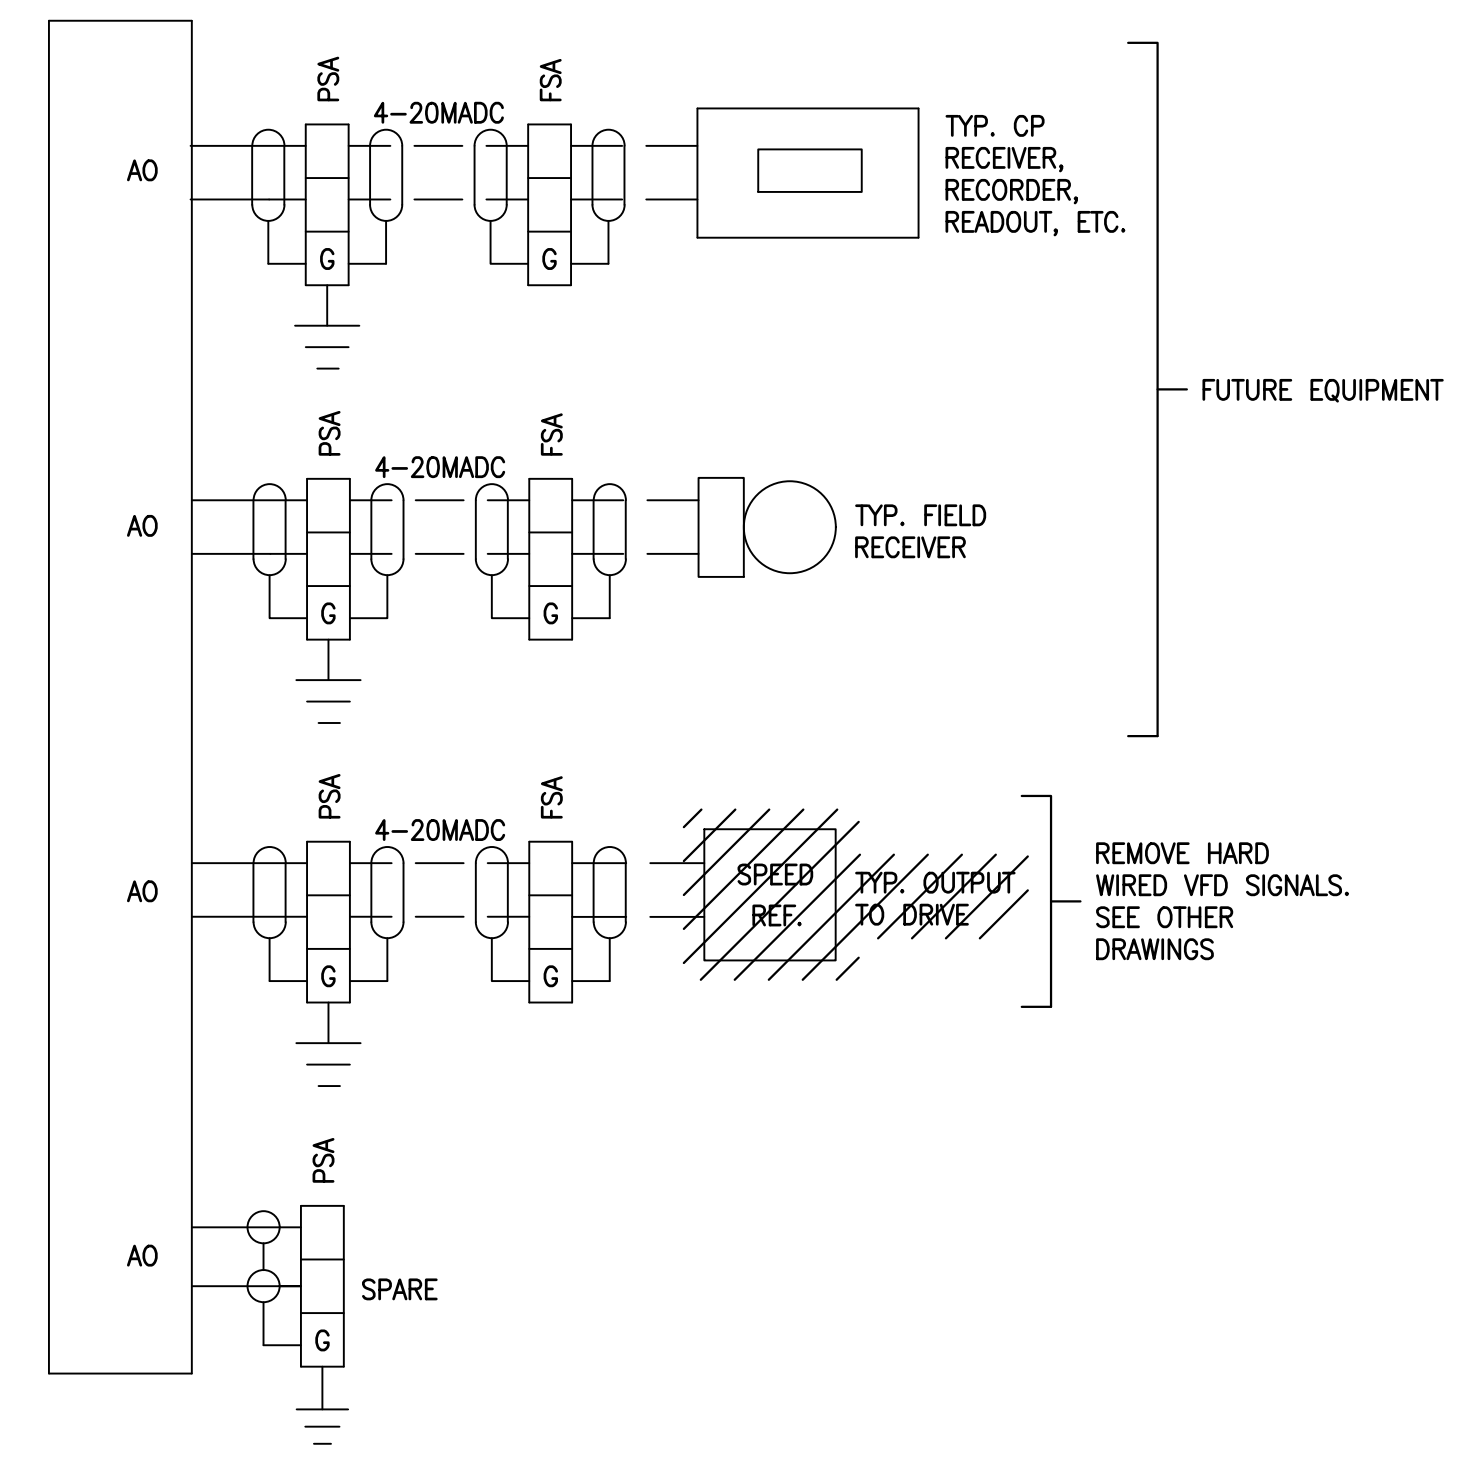 PSA
FSA
4-20MADC
AO
G
G
TYP. CP
RECEIVER,
RECORDER,
READOUT, ETC.
FUTURE EQUIPMENT
PSA
FSA
4-20MADC
AO
G
G
TYP. FIELD
RECEIVER
PSA
FSA
4-20MADC
AO
G
G
SPEED
REF.
TYP. OUTPUT
TO DRIVE
REMOVE HARD
WIRED VFD SIGNALS.
SEE OTHER
DRAWINGS
PSA
AO
SPARE
G